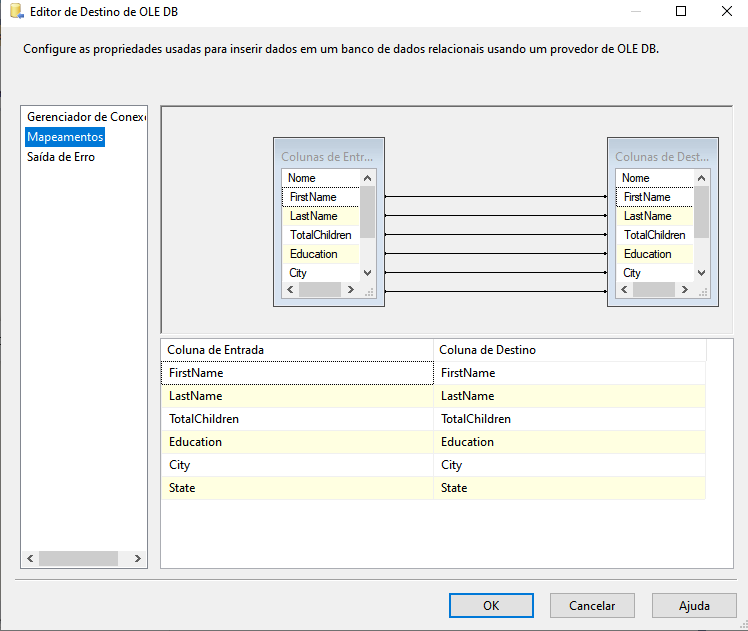 Editor de Destino de OLE DB
Configure as propriedades usadas para inserir dados em um banco de dados relacionais usando um provedor de OLE DB.
Gerenciador de Conex
Mapeamentos
Saída de Erro
Colunas de Entr...
Nome
FirstName
LastName
TotalChildren
Education
City
Colunas de Dest...
Nome
FirstName
LastName
TotalChildren
Education
City
Coluna de Entrada Coluna de Destino
FirstName FirstName
LastName LastName
TotalChildren TotalChildren
Education Education
City City
State State
OK Cancelar Ajuda